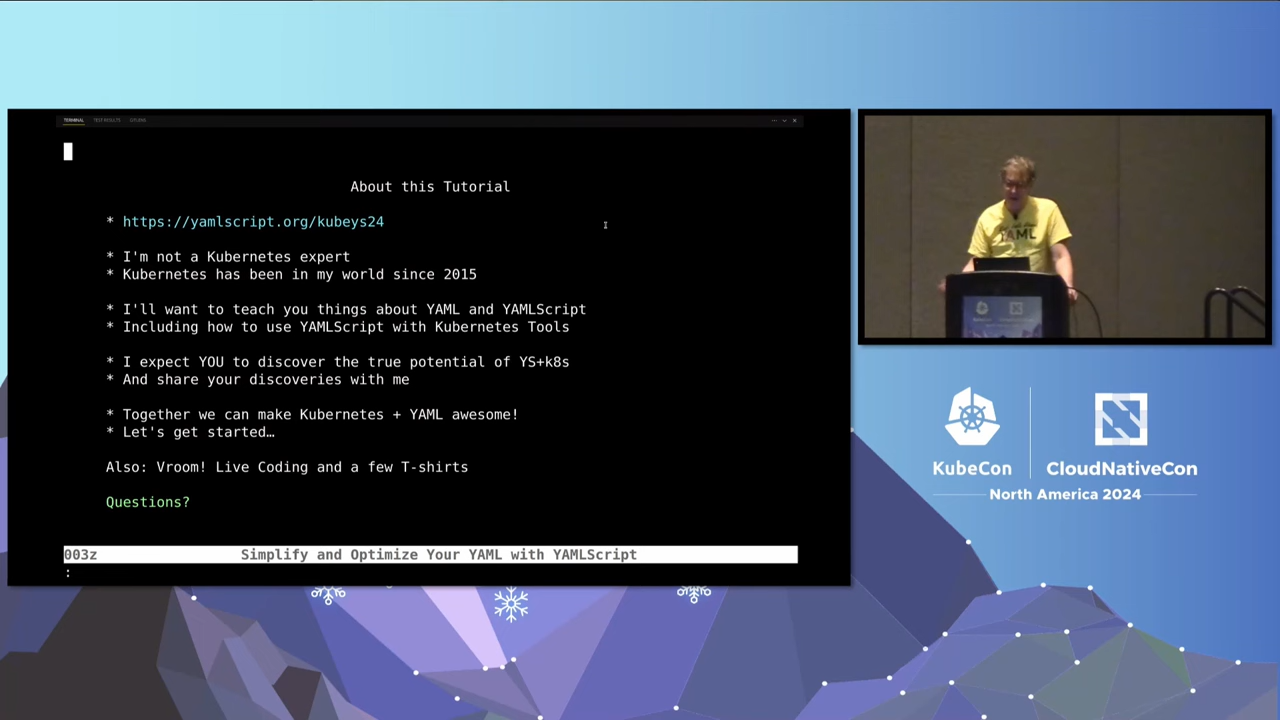 TERMINAL TEST RESULTS GITLENS
About this Tutorial
* https://yamlscript.org/kubeys24
* I'm not a Kubernetes expert
* Kubernetes has been in my world since 2015
* I'll want to teach you things about YAML and YAMLScript
* Including how to use YAMLScript with Kubernetes Tools
* I expect YOU to discover the true potential of YS+k8s
* And share your discoveries with me
* Together we can make Kubernetes + YAML awesome!
* Let's get started…
Also: Vroom! Live Coding and a few T-shirts
Questions?
003z Simplify and Optimize Your YAML with YAMLScript
:
YAML
KubeCon
CloudNativeCon
North America 2024